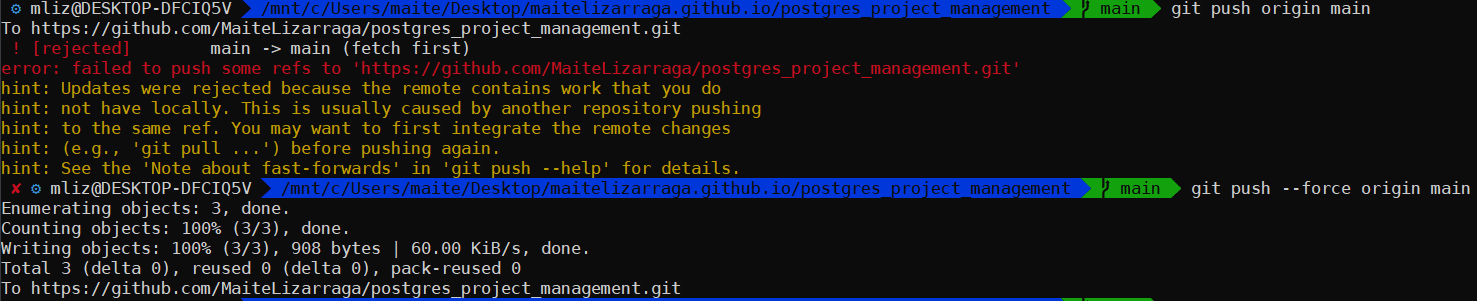 mliz@DESKTOP-DFCIQ5V /mnt/c/Users/maite/Desktop/maitelizarraga.github.io/postgres_project_management main git push origin main
To https://github.com/MaiteLizarraga/postgres_project_management.git
 ! [rejected]        main -> main (fetch first)
error: failed to push some refs to 'https://github.com/MaiteLizarraga/postgres_project_management.git'
hint: Updates were rejected because the remote contains work that you do
hint: not have locally. This is usually caused by another repository pushing
hint: to the same ref. You may want to first integrate the remote changes
hint: (e.g., 'git pull ...') before pushing again.
hint: See the 'Note about fast-forwards' in 'git push --help' for details.
✘ mliz@DESKTOP-DFCIQ5V /mnt/c/Users/maite/Desktop/maitelizarraga.github.io/postgres_project_management main git push --force origin main
Enumerating objects: 3, done.
Counting objects: 100% (3/3), done.
Writing objects: 100% (3/3), 908 bytes | 60.00 KiB/s, done.
Total 3 (delta 0), reused 0 (delta 0), pack-reused 0
To https://github.com/MaiteLizarraga/postgres_project_management.git